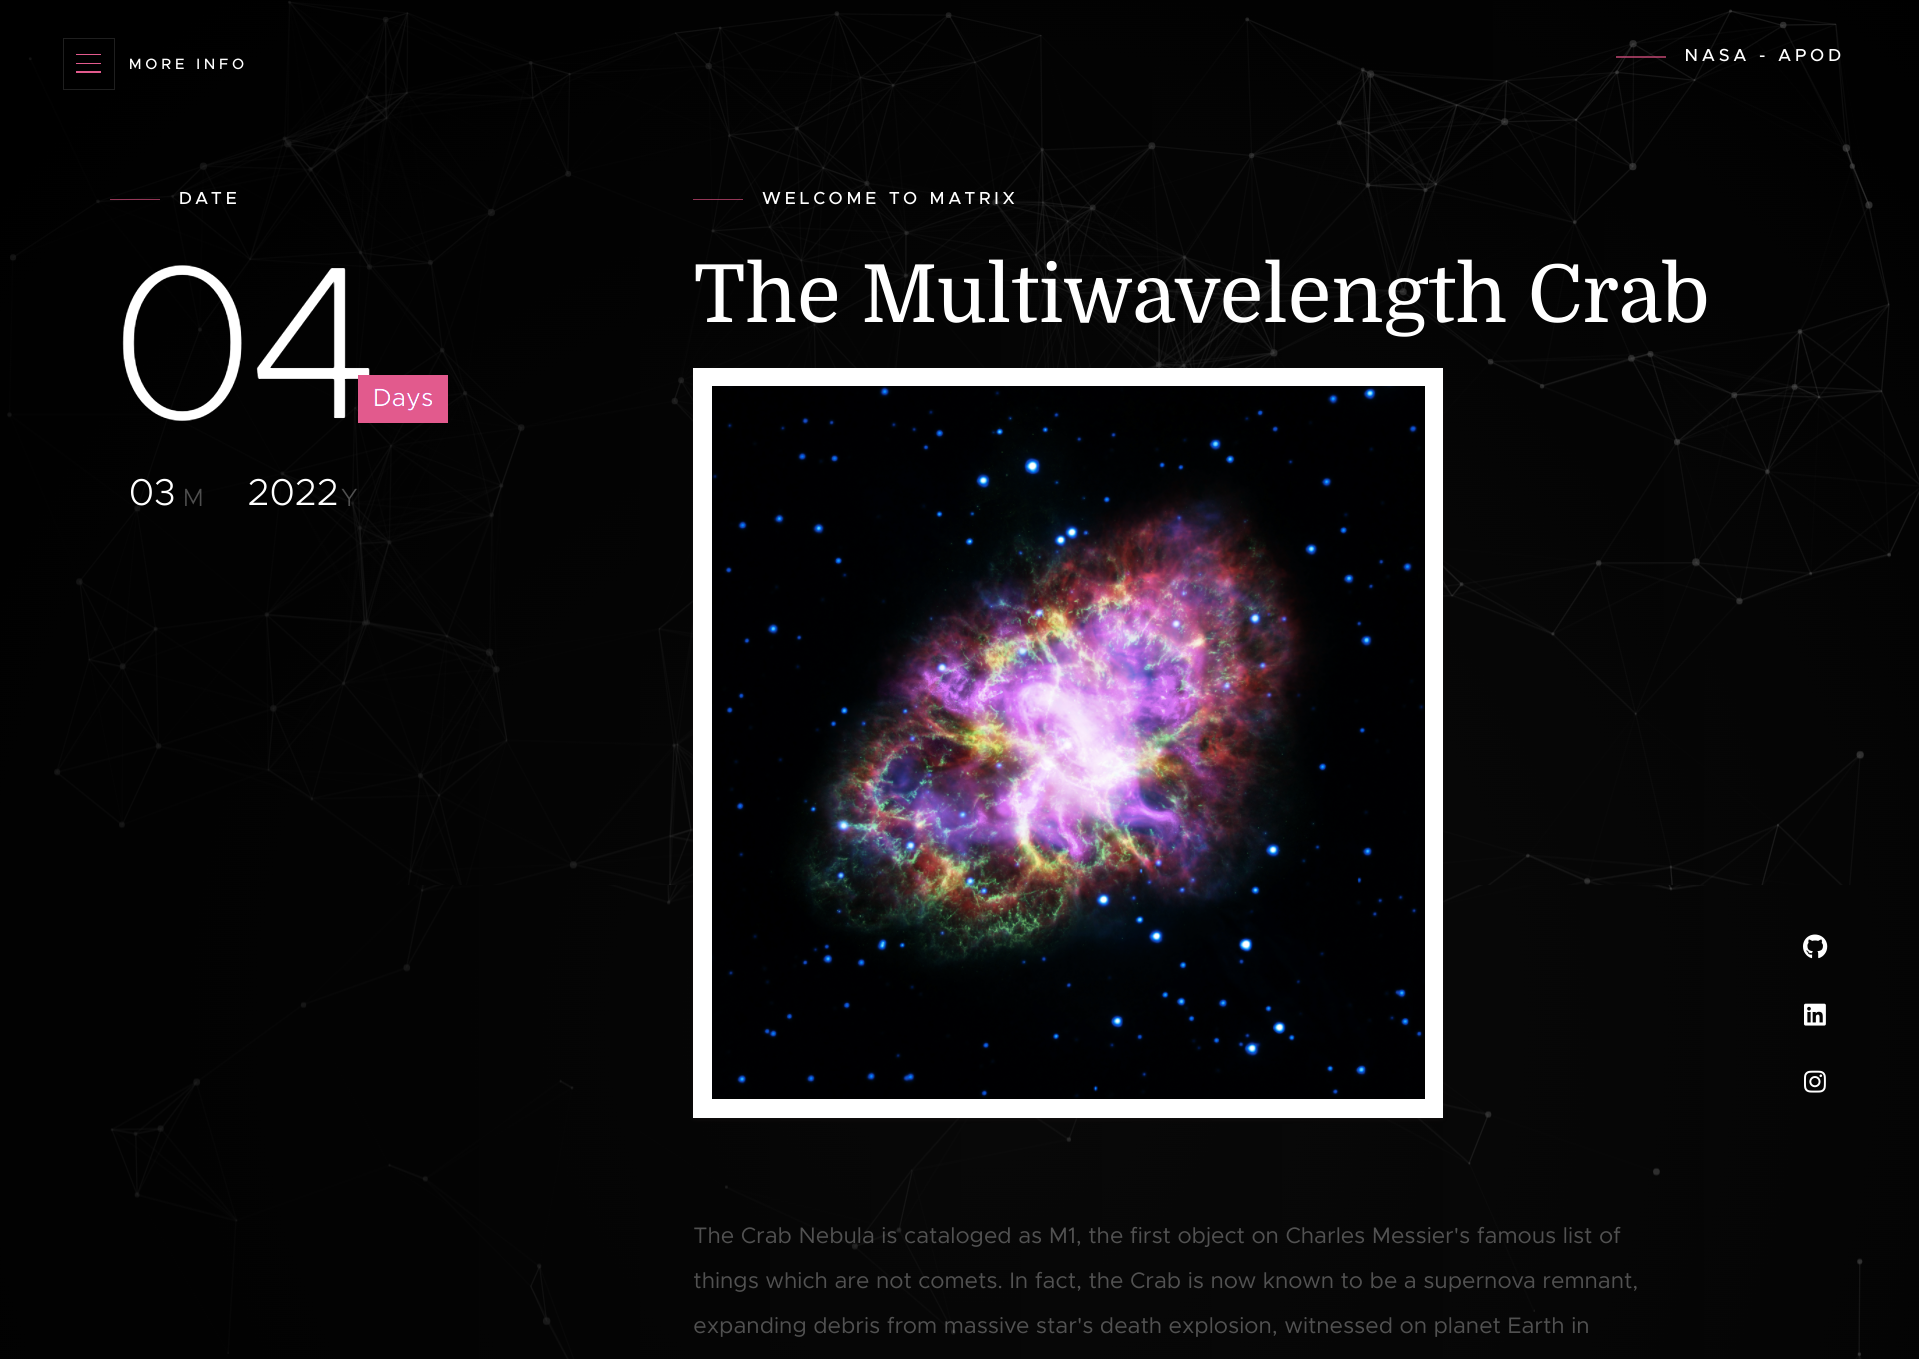 MORE INFO
NASA - APOD
DATE
04
Days
03 M 2022 Y
WELCOME TO MATRIX
The Multiwavelength Crab
The Crab Nebula is cataloged as M1, the first object on Charles Messier's famous list of
things which are not comets. In fact, the Crab is now known to be a supernova remnant,
expanding debris from massive star's death explosion, witnessed on planet Earth in